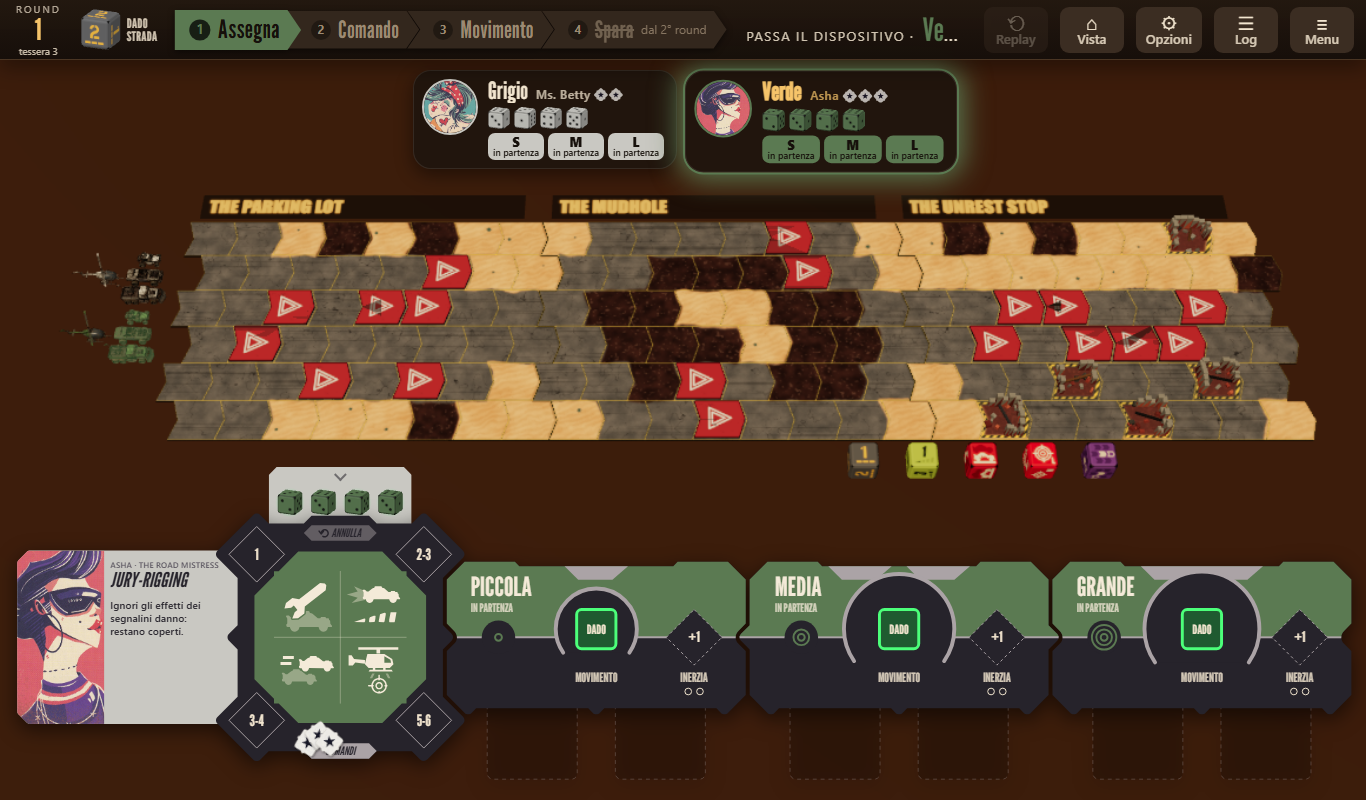 ROUND
1
tessera 3
2
DADO
STRADA
1 Assegna
2 Comando
3 Movimento
4 Spara dal 2° round
PASSA IL DISPOSITIVO · Ve...
Replay
Vista
Opzioni
Log
Menu
Grigio Ms. Betty
S
in partenza
M
in partenza
L
in partenza
Verde Asha
S
in partenza
M
in partenza
L
in partenza
THE PARKING LOT
THE MUDHOLE
THE UNREST STOP
1
1
ANNULLA
1
2-3
3-4
5-6
ASHA · THE ROAD MISTRESS
JURY-RIGGING
Ignori gli effetti dei
segnalini danno:
restano coperti.
PICCOLA
IN PARTENZA
DADO
+1
MOVIMENTO
INERZIA
MEDIA
IN PARTENZA
DADO
+1
MOVIMENTO
INERZIA
GRANDE
IN PARTENZA
DADO
+1
MOVIMENTO
INERZIA